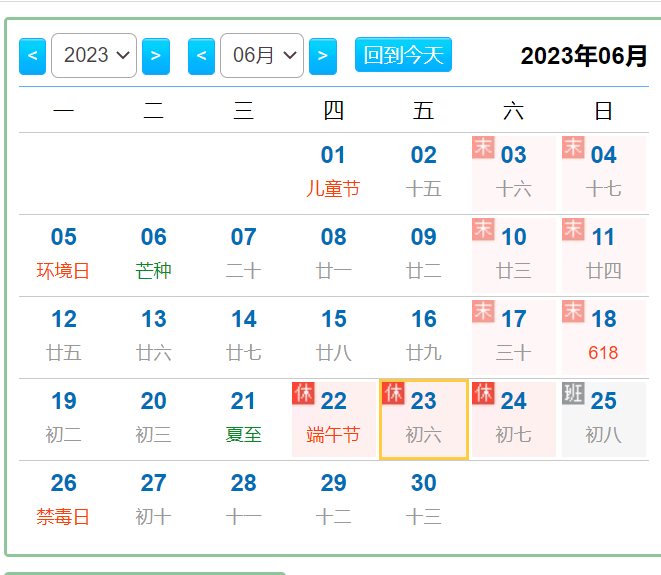 < 2023 > < 06月 > 回到今天 2023年06月
一 二 三 四 五 六 日
01 02 末 03 末 04
儿童节 十五 十六 十七
05 06 07 08 09 末 10 末 11
环境日 芒种 二十 廿一 廿二 廿三 廿四
12 13 14 15 16 末 17 末 18
廿五 廿六 廿七 廿八 廿九 三十 618
19 20 21 休 22 休 23 休 24 班 25
初二 初三 夏至 端午节 初六 初七 初八
26 27 28 29 30
禁毒日 初十 十一 十二 十三